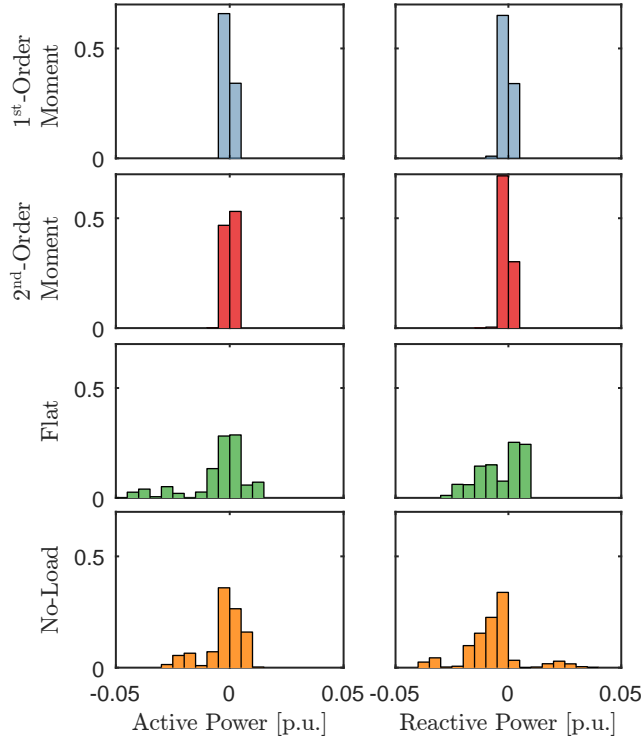 0.5
0
1st-Order
Moment
0.5
0
2nd-Order
Moment
0.5
0
Flat
0.5
0
No-Load
-0.05 0 0.05 -0.05 0 0.05
Active Power [p.u.] Reactive Power [p.u.]